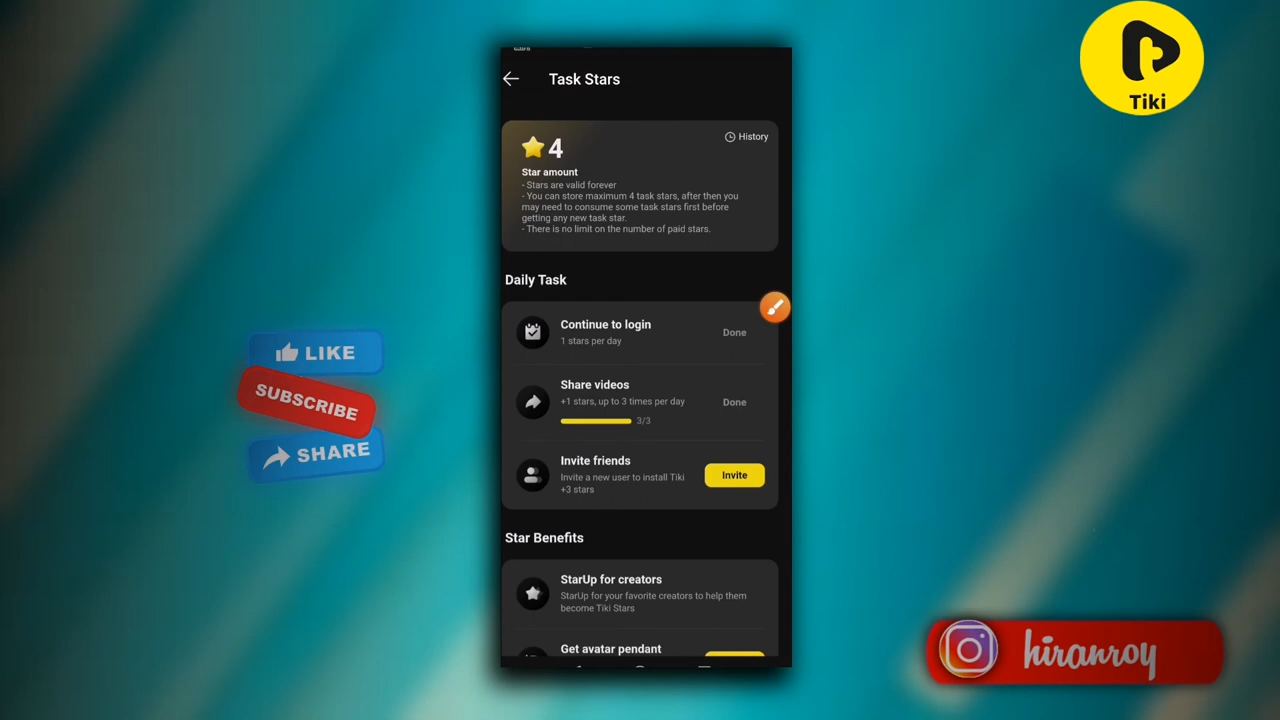 Tiki
Task Stars
4
History
Star amount
- Stars are valid forever
- You can store maximum 4 task stars, after then you
may need to consume some task stars first before
getting any new task star.
- There is no limit on the number of paid stars.
Daily Task
Continue to login
1 stars per day
Done
Share videos
+1 stars, up to 3 times per day
Done
3/3
Invite friends
Invite a new user to install Tiki
+3 stars
Invite
Star Benefits
StarUp for creators
StarUp for your favorite creators to help them
become Tiki Stars
Get avatar pendant
LIKE
SUBSCRIBE
SHARE
hiranroy